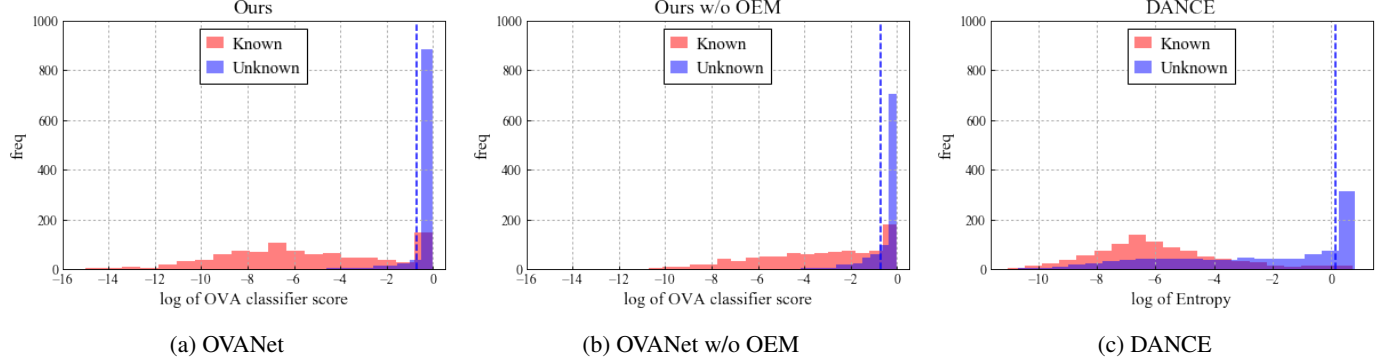 Ours
1000
800
600
400
200
0
freq
Known
Unknown
−16 −14 −12 −10 −8 −6 −4 −2 0
log of OVA classifier score
(a) OVANet
Ours w/o OEM
1000
800
600
400
200
0
freq
Known
Unknown
−16 −14 −12 −10 −8 −6 −4 −2 0
log of OVA classifier score
(b) OVANet w/o OEM
DANCE
1000
800
600
400
200
0
freq
Known
Unknown
−10 −8 −6 −4 −2 0
log of Entropy
(c) DANCE